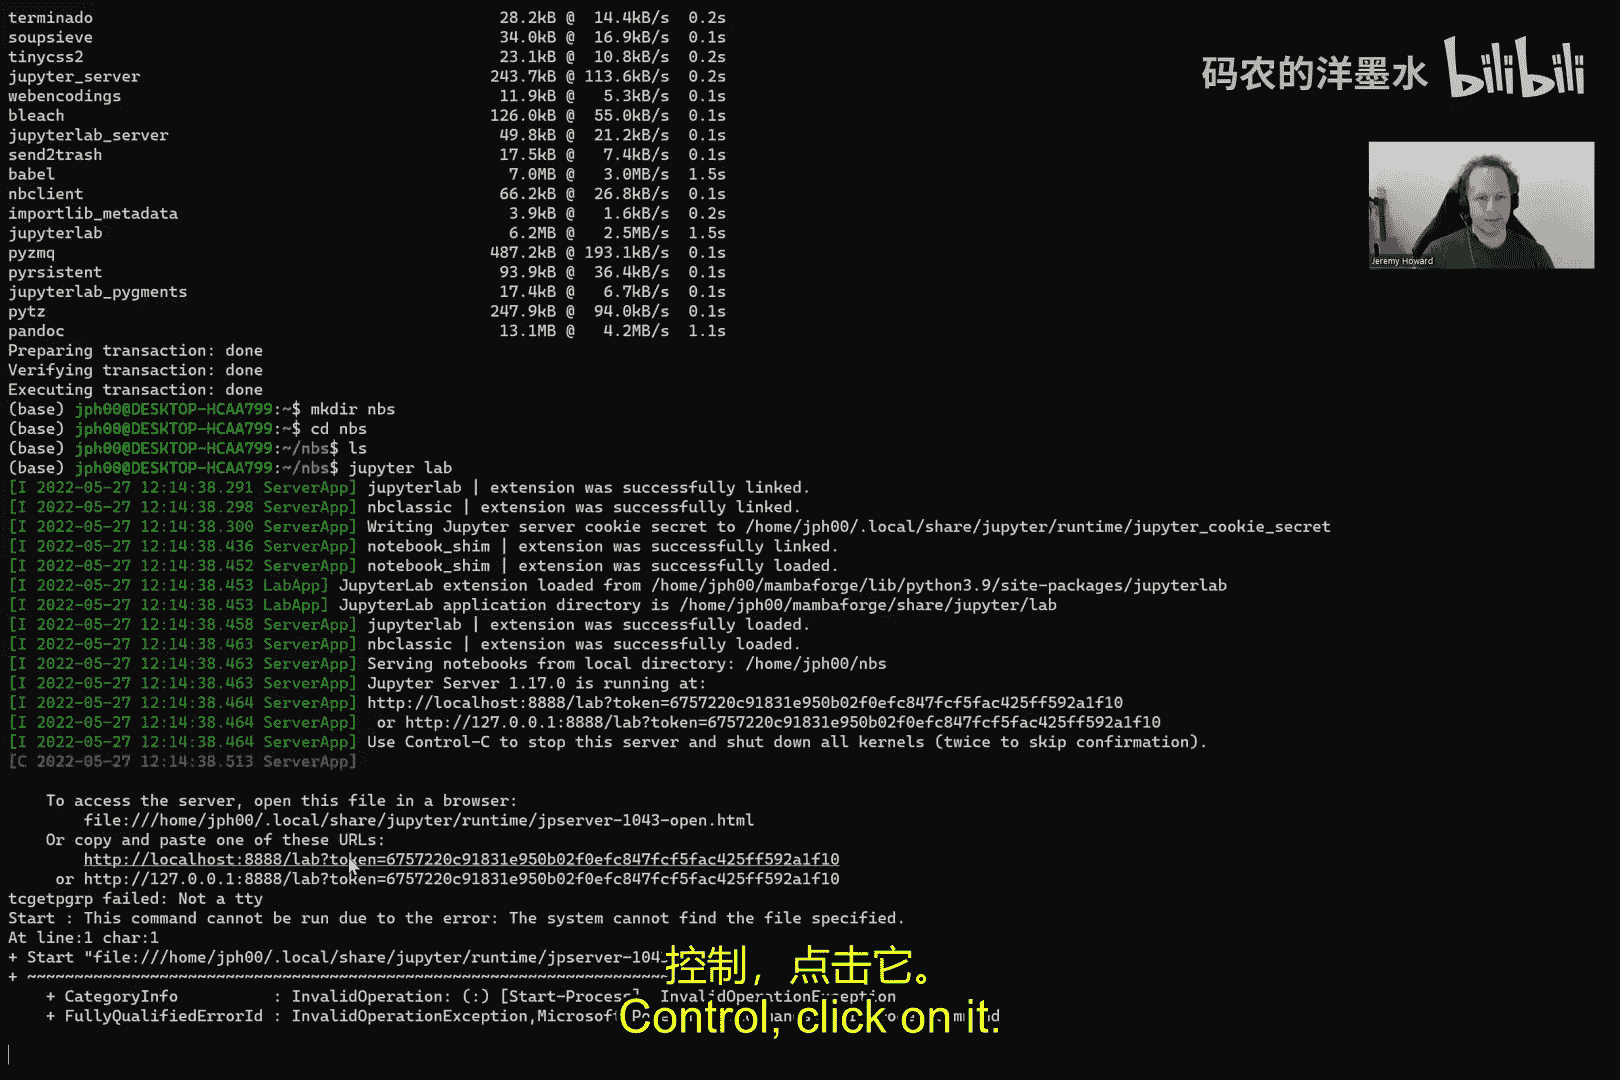 terminado 28.2kB @ 14.4kB/s 0.2s
soupsieve 34.0kB @ 16.9kB/s 0.1s
tinycss2 23.1kB @ 10.8kB/s 0.2s
jupyter_server 243.7kB @ 113.6kB/s 0.2s
webencodings 11.9kB @ 5.3kB/s 0.1s
bleach 126.0kB @ 55.0kB/s 0.1s
jupyterlab_server 49.8kB @ 21.2kB/s 0.1s
send2trash 17.5kB @ 7.4kB/s 0.1s
babel 7.0MB @ 3.0MB/s 1.5s
nbclient 66.2kB @ 26.8kB/s 0.1s
importlib_metadata 3.9kB @ 1.6kB/s 0.2s
jupyterlab 6.2MB @ 2.5MB/s 1.5s
pyzmq 487.2kB @ 193.1kB/s 0.1s
pyrsistent 93.9kB @ 36.4kB/s 0.1s
jupyterlab_pygments 17.4kB @ 6.7kB/s 0.1s
pytz 247.9kB @ 94.0kB/s 0.1s
pandoc 13.1MB @ 4.2MB/s 1.1s
码农的洋墨水 bilibili
Jeremy Howard
Preparing transaction: done
Verifying transaction: done
Executing transaction: done
(base) jph00@DESKTOP-HCAA799:~$ mkdir nbs
(base) jph00@DESKTOP-HCAA799:~$ cd nbs
(base) jph00@DESKTOP-HCAA799:~/nbs$ ls
(base) jph00@DESKTOP-HCAA799:~/nbs$ jupyter lab
[I 2022-05-27 12:14:38.291 ServerApp] jupyterlab | extension was successfully linked.
[I 2022-05-27 12:14:38.298 ServerApp] nbclassic | extension was successfully linked.
[I 2022-05-27 12:14:38.300 ServerApp] Writing Jupyter server cookie secret to /home/jph00/.local/share/jupyter/runtime/jupyter_cookie_secret
[I 2022-05-27 12:14:38.436 ServerApp] notebook_shim | extension was successfully linked.
[I 2022-05-27 12:14:38.452 ServerApp] notebook_shim | extension was successfully loaded.
[I 2022-05-27 12:14:38.453 LabApp] JupyterLab extension loaded from /home/jph00/mambaforge/lib/python3.9/site-packages/jupyterlab
[I 2022-05-27 12:14:38.453 LabApp] JupyterLab application directory is /home/jph00/mambaforge/share/jupyter/lab
[I 2022-05-27 12:14:38.458 ServerApp] jupyterlab | extension was successfully loaded.
[I 2022-05-27 12:14:38.463 ServerApp] nbclassic | extension was successfully loaded.
[I 2022-05-27 12:14:38.463 ServerApp] Serving notebooks from local directory: /home/jph00/nbs
[I 2022-05-27 12:14:38.463 ServerApp] Jupyter Server 1.17.0 is running at:
[I 2022-05-27 12:14:38.464 ServerApp] http://localhost:8888/lab?token=6757220c91831e950b02f0efc847fcf5fac425ff592a1f10
[I 2022-05-27 12:14:38.464 ServerApp] or http://127.0.0.1:8888/lab?token=6757220c91831e950b02f0efc847fcf5fac425ff592a1f10
[I 2022-05-27 12:14:38.464 ServerApp] Use Control-C to stop this server and shut down all kernels (twice to skip confirmation).
[C 2022-05-27 12:14:38.513 ServerApp]
To access the server, open this file in a browser:
file:///home/jph00/.local/share/jupyter/runtime/jpserver-1043-open.html
Or copy and paste one of these URLs:
http://localhost:8888/lab?token=6757220c91831e950b02f0efc847fcf5fac425ff592a1f10
or http://127.0.0.1:8888/lab?token=6757220c91831e950b02f0efc847fcf5fac425ff592a1f10
tcgetpgrp failed: Not a tty
Start : This command cannot be run due to the error: The system cannot find the file specified.
At line:1 char:1
+ Start "file:///home/jph00/.local/share/jupyter/runtime/jpserver-104
+ ~~~~~~~~~~~~~~~~~~~~~~~~~~~~~~~~~~~~~~~~~~~~~~~~~~~~~~~~~~~~~~~~~~~~
+ CategoryInfo : InvalidOperation: (:) [Start-Process], InvalidOperationException
+ FullyQualifiedErrorId : InvalidOperationException,Microsoft
控制，点击它。
Control, click on it.